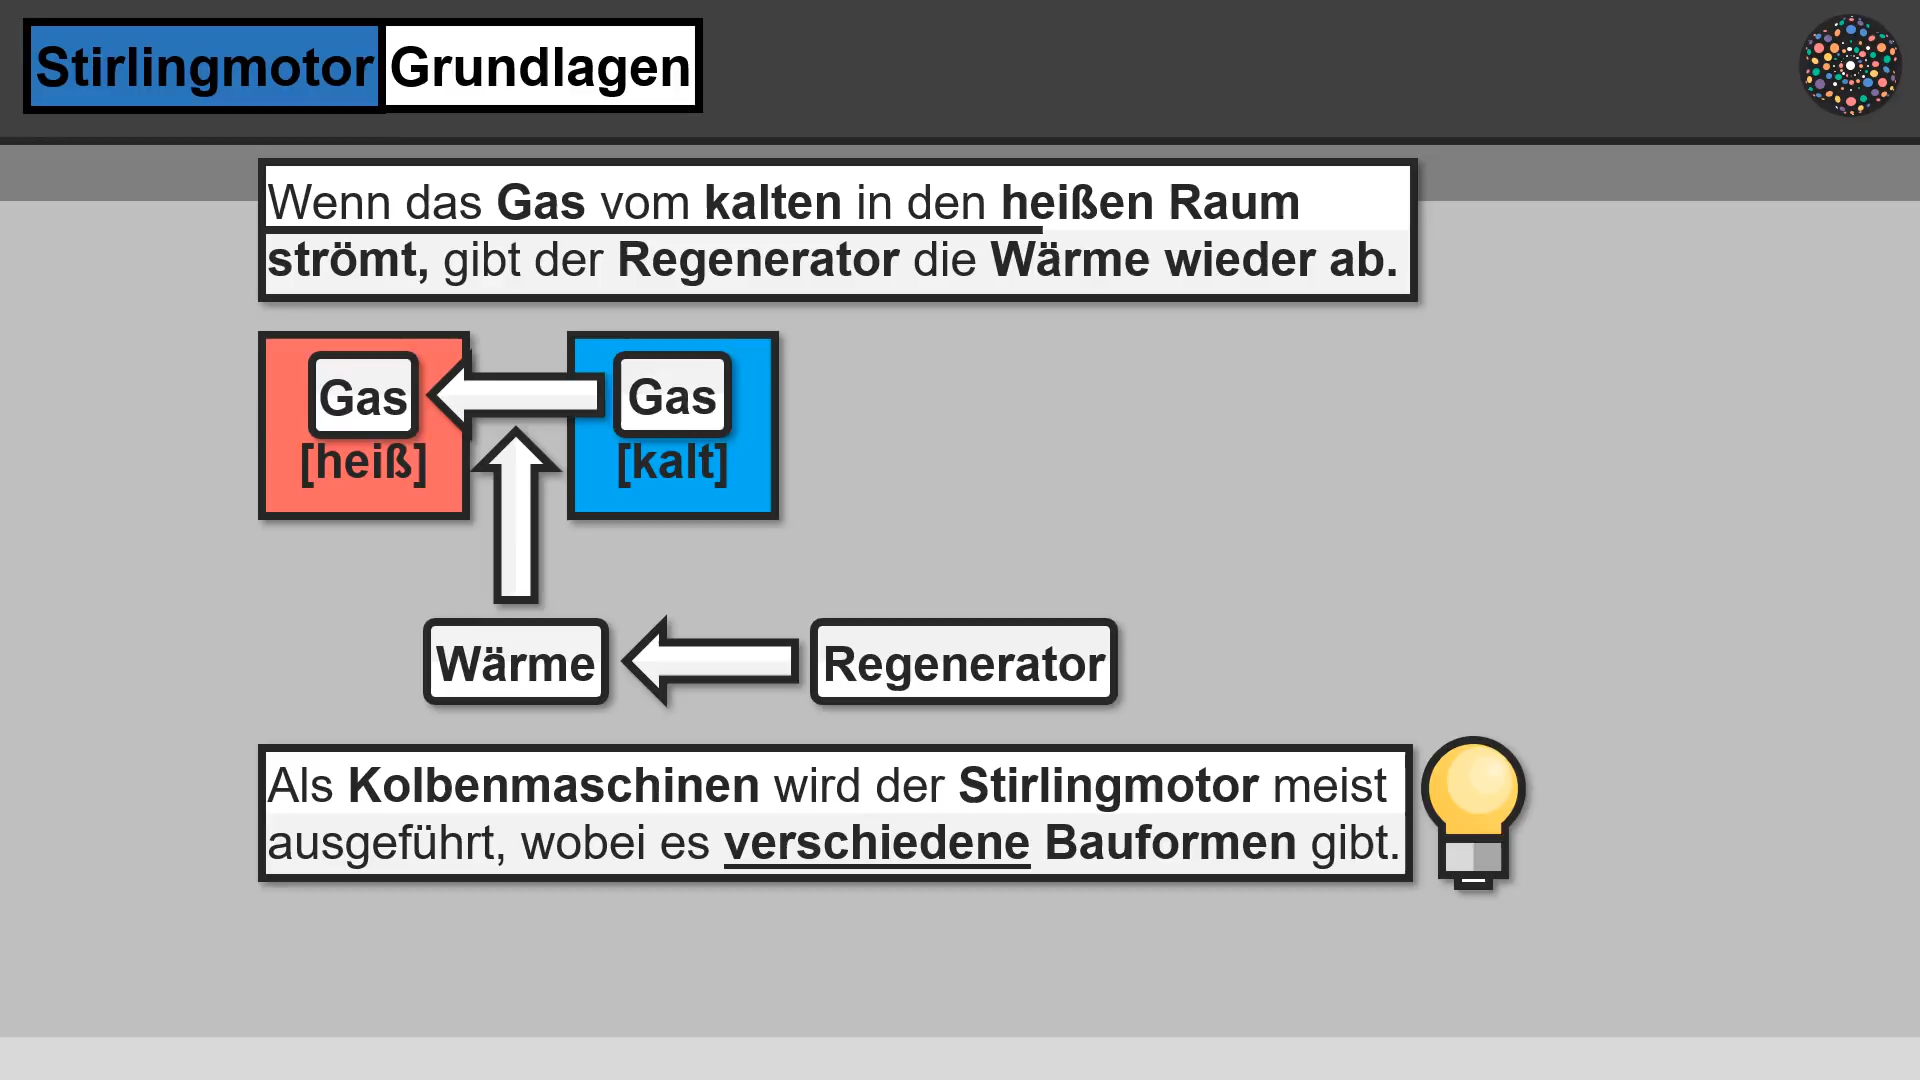 Stirlingmotor Grundlagen
Wenn das Gas vom kalten in den heißen Raum
strömt, gibt der Regenerator die Wärme wieder ab.
Gas Gas
[heiß] [kalt]
Wärme Regenerator
Als Kolbenmaschinen wird der Stirlingmotor meist
ausgeführt, wobei es verschiedene Bauformen gibt.